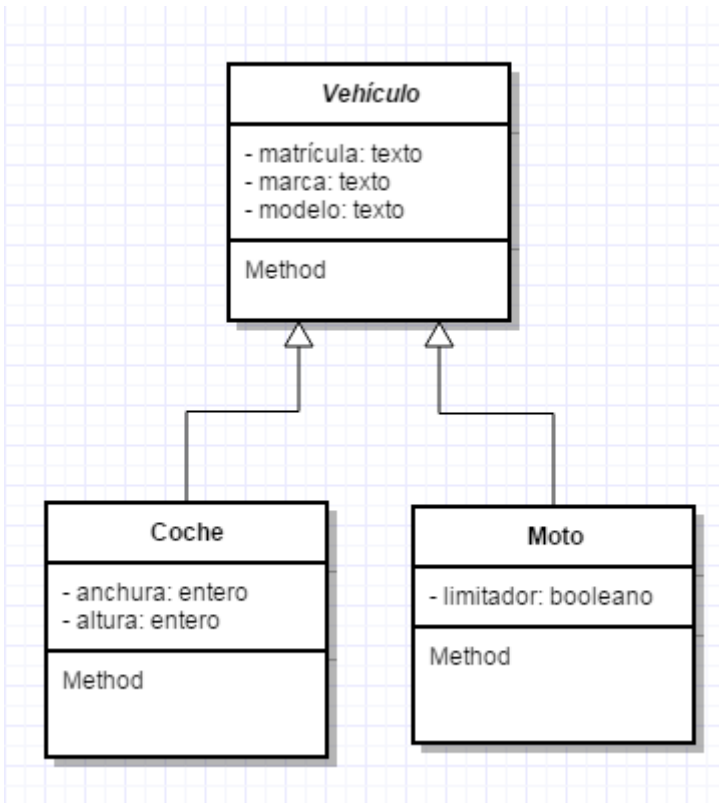 Vehículo
- matrícula: texto
- marca: texto
- modelo: texto
Method
Coche
- anchura: entero
- altura: entero
Method
Moto
- limitador: booleano
Method